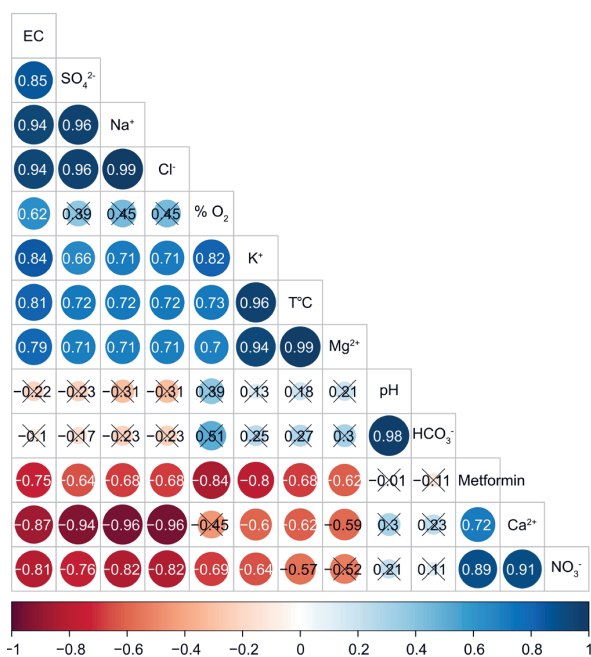 EC
0.85 SO₄²⁻
0.94 0.96 Na⁺
0.94 0.96 0.99 Cl⁻
0.62 0.39 0.45 0.45 % O₂
0.84 0.66 0.71 0.71 0.82 K⁺
0.81 0.72 0.72 0.72 0.73 0.96 T°C
0.79 0.71 0.71 0.71 0.7 0.94 0.99 Mg²⁺
−0.22 −0.23 −0.31 −0.31 0.39 0.13 0.18 0.21 pH
−0.1 −0.17 −0.23 −0.23 0.51 0.25 0.27 0.3 0.98 HCO₃⁻
−0.75 −0.64 −0.68 −0.68 −0.84 −0.8 −0.68 −0.62 −0.01 −0.11 Metformin
−0.87 −0.94 −0.96 −0.96 −0.45 −0.6 −0.62 −0.59 0.3 0.23 0.72 Ca²⁺
−0.81 −0.76 −0.82 −0.82 −0.69 −0.64 −0.57 −0.52 0.21 0.11 0.89 0.91 NO₃⁻
−1 −0.8 −0.6 −0.4 −0.2 0 0.2 0.4 0.6 0.8 1